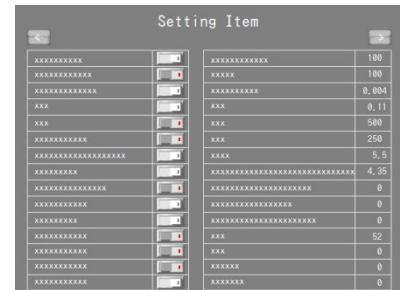 Setting Item
< >
xxxxxxxxxx xxxxxxxxxxxx 100
xxxxxxxxxxxx xxxxx 100
xxxxxxxxxxxxx xxxxxxxxxx 0.004
xxx xxx 0.11
xxx xxx 500
xxxxxxxxxxx xxx 250
xxxxxxxxxxxxxxxxxxx xxxx 5.5
xxxxxxxxx xxxxxxxxxxxxxxxxxxxxxxxxxxxxxx 4.35
xxxxxxxxxxxxxxx xxxxxxxxxxxxxxxxxxxxx 0
xxxxxxxxxxx xxxxxxxxxxxxxxxxx 0
xxxxxxxxx xxxxxxxxxxxxxxxxxxxxxx 0
xxxxxxxxxxx xxx 52
xxxxxxxxxxx xxx 0
xxxxxxxxxxx xxxxxx 0
xxxxxxxxxxx xxxxxxx 0